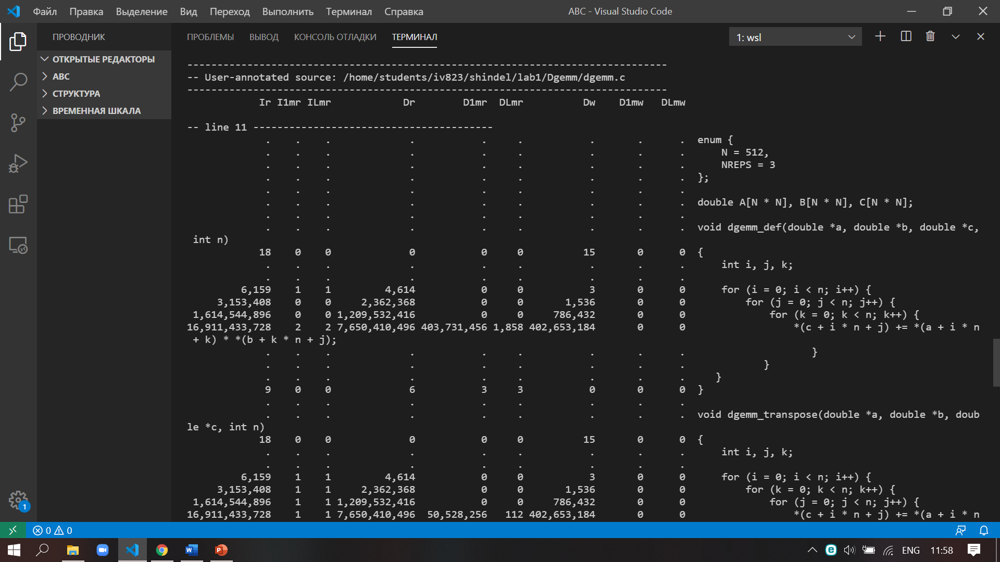 Файл Правка Выделение Вид Переход Выполнить Терминал Справка ABC - Visual Studio Code
ПРОВОДНИК
ОТКРЫТЫЕ РЕДАКТОРЫ
ABC
СТРУКТУРА
ВРЕМЕННАЯ ШКАЛА
ПРОБЛЕМЫ ВЫВОД КОНСОЛЬ ОТЛАДКИ ТЕРМИНАЛ 1: wsl
--------------------------------------------------------------------------------
-- User-annotated source: /home/students/iv823/shindel/lab1/Dgemm/dgemm.c
--------------------------------------------------------------------------------
Ir I1mr ILmr Dr D1mr DLmr Dw D1mw DLmw
-- line 11 ----------------------------------------
. . . . . . . . . enum {
. . . . . . . . . N = 512,
. . . . . . . . . NREPS = 3
. . . . . . . . . };
. . . . . . . . .
. . . . . . . . . double A[N * N], B[N * N], C[N * N];
. . . . . . . . .
. . . . . . . . . void dgemm_def(double *a, double *b, double *c,
int n)
18 0 0 0 0 0 15 0 0 {
. . . . . . . . . int i, j, k;
. . . . . . . . .
6,159 1 1 4,614 0 0 3 0 0 for (i = 0; i < n; i++) {
3,153,408 0 0 2,362,368 0 0 1,536 0 0 for (j = 0; j < n; j++) {
1,614,544,896 0 0 1,209,532,416 0 0 786,432 0 0 for (k = 0; k < n; k++) {
16,911,433,728 2 2 7,650,410,496 403,731,456 1,858 402,653,184 0 0 *(c + i * n + j) += *(a + i * n
+ k) * *(b + k * n + j);
. . . . . . . . . }
. . . . . . . . . }
. . . . . . . . . }
9 0 0 6 3 3 0 0 0 }
. . . . . . . . .
. . . . . . . . . void dgemm_transpose(double *a, double *b, doub
le *c, int n)
18 0 0 0 0 0 15 0 0 {
. . . . . . . . . int i, j, k;
. . . . . . . . .
6,159 1 1 4,614 0 0 3 0 0 for (i = 0; i < n; i++) {
3,153,408 1 1 2,362,368 0 0 1,536 0 0 for (k = 0; k < n; k++) {
1,614,544,896 1 1 1,209,532,416 0 0 786,432 0 0 for (j = 0; j < n; j++) {
16,911,433,728 1 1 7,650,410,496 50,528,256 112 402,653,184 0 0 *(c + i * n + j) += *(a + i * n
1
0 0
ENG 11:58